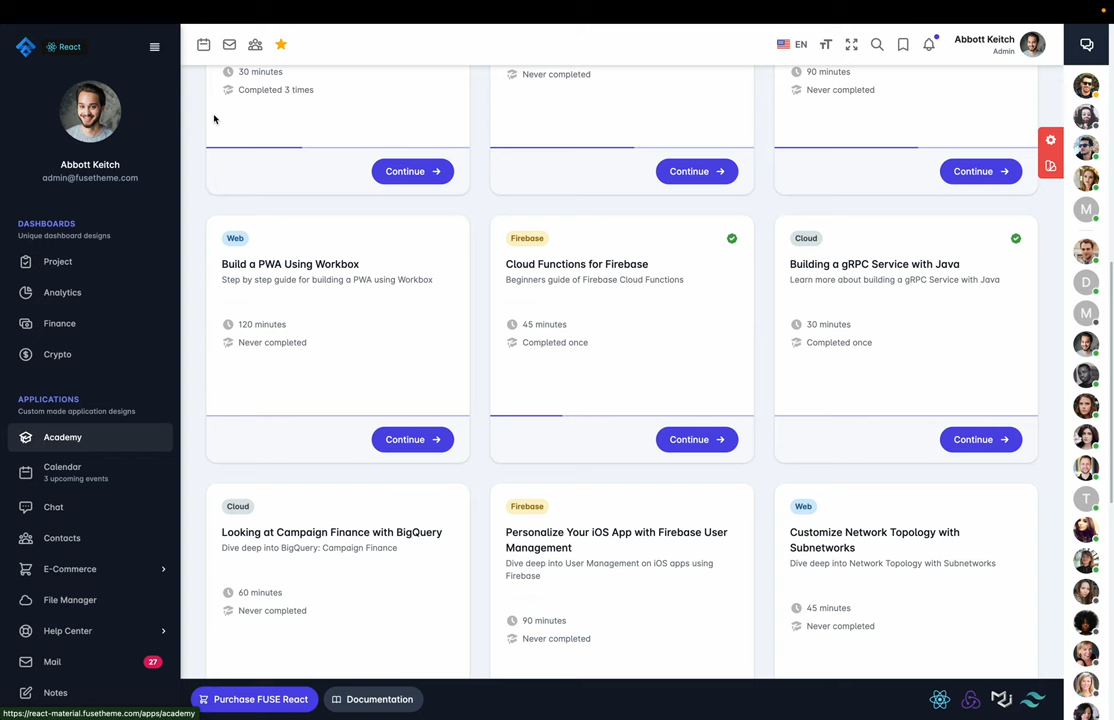 React
EN
Abbott Keitch
Admin
Abbott Keitch
admin@fusetheme.com
DASHBOARDS
Unique dashboard designs
Project
Analytics
Finance
Crypto
APPLICATIONS
Custom made application designs
Academy
Calendar
3 upcoming events
Chat
Contacts
E-Commerce
File Manager
Help Center
Mail
27
Notes
https://react-material.fusetheme.com/apps/academy
30 minutes
Completed 3 times
Continue
Never completed
Continue
90 minutes
Never completed
Continue
Web
Build a PWA Using Workbox
Step by step guide for building a PWA using Workbox
120 minutes
Never completed
Continue
Firebase
Cloud Functions for Firebase
Beginners guide of Firebase Cloud Functions
45 minutes
Completed once
Continue
Cloud
Building a gRPC Service with Java
Learn more about building a gRPC Service with Java
30 minutes
Completed once
Continue
Cloud
Looking at Campaign Finance with BigQuery
Dive deep into BigQuery: Campaign Finance
60 minutes
Never completed
Firebase
Personalize Your iOS App with Firebase User
Management
Dive deep into User Management on iOS apps using
Firebase
90 minutes
Never completed
Web
Customize Network Topology with
Subnetworks
Dive deep into Network Topology with Subnetworks
45 minutes
Never completed
Purchase FUSE React
Documentation
M
D
M
T